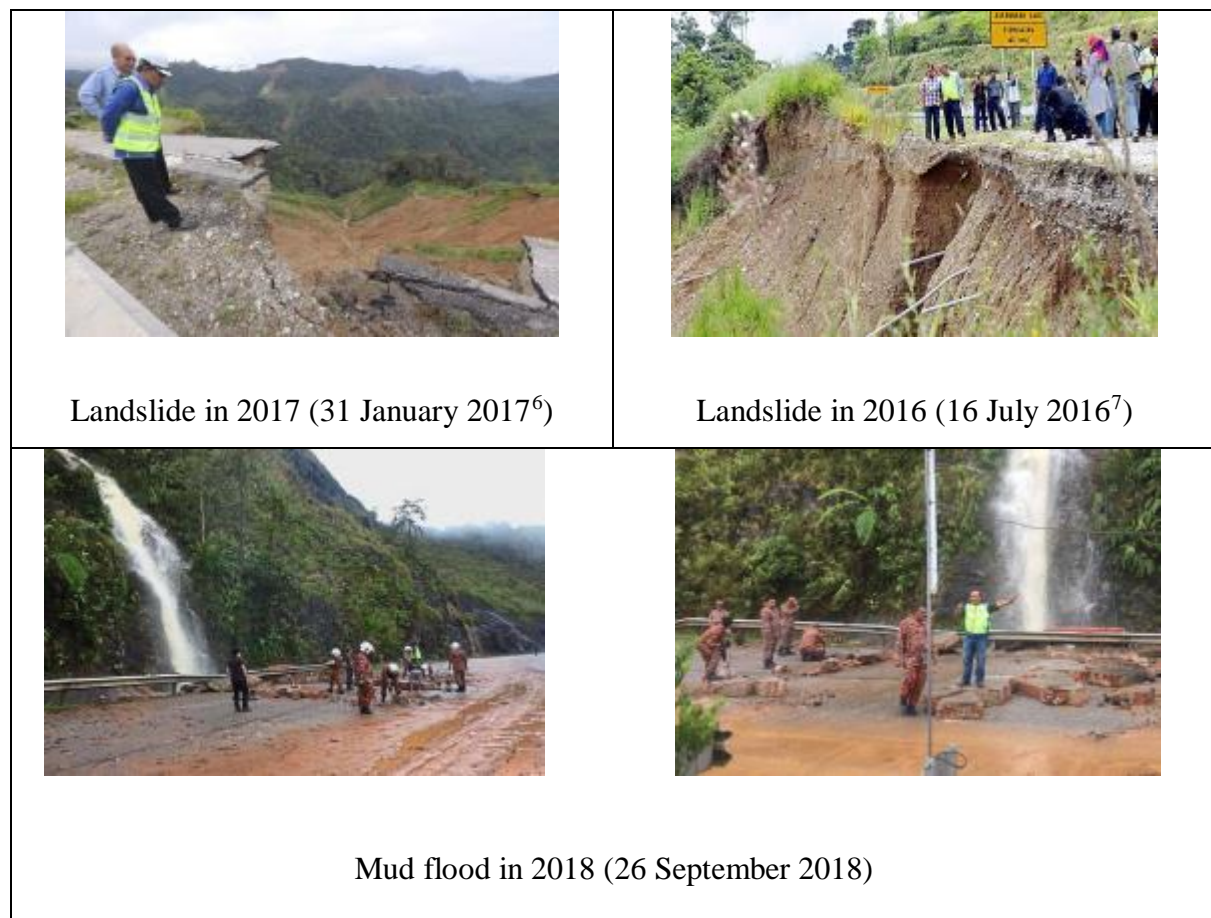 Landslide in 2017 (31 January 2017⁶)
Landslide in 2016 (16 July 2016⁷)
Mud flood in 2018 (26 September 2018)